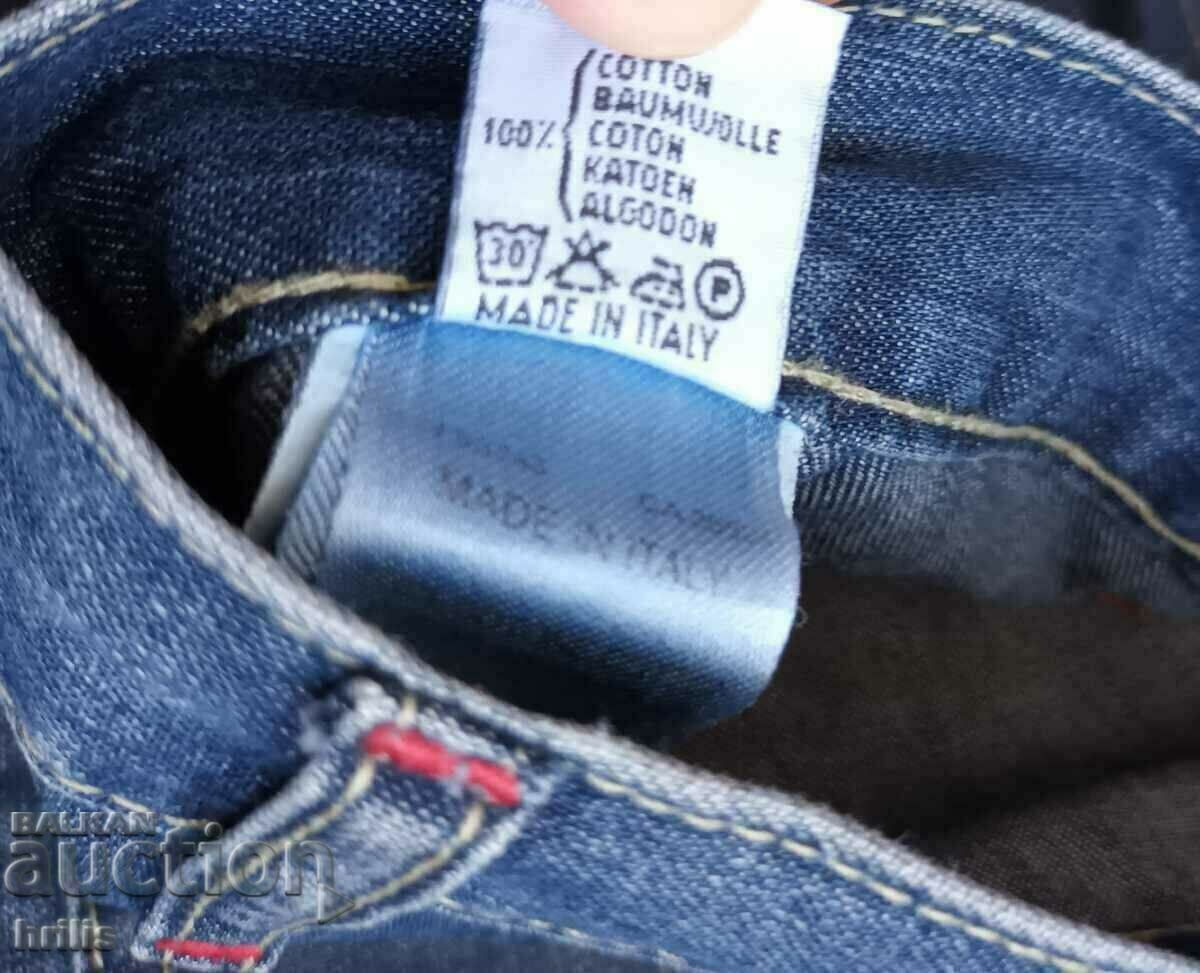 COTTON
BAUMWOLLE
100% COTON
KATOEN
ALGODON
30° P
MADE IN ITALY
MADE IN ITALY
BALKAN
auction
hrilis